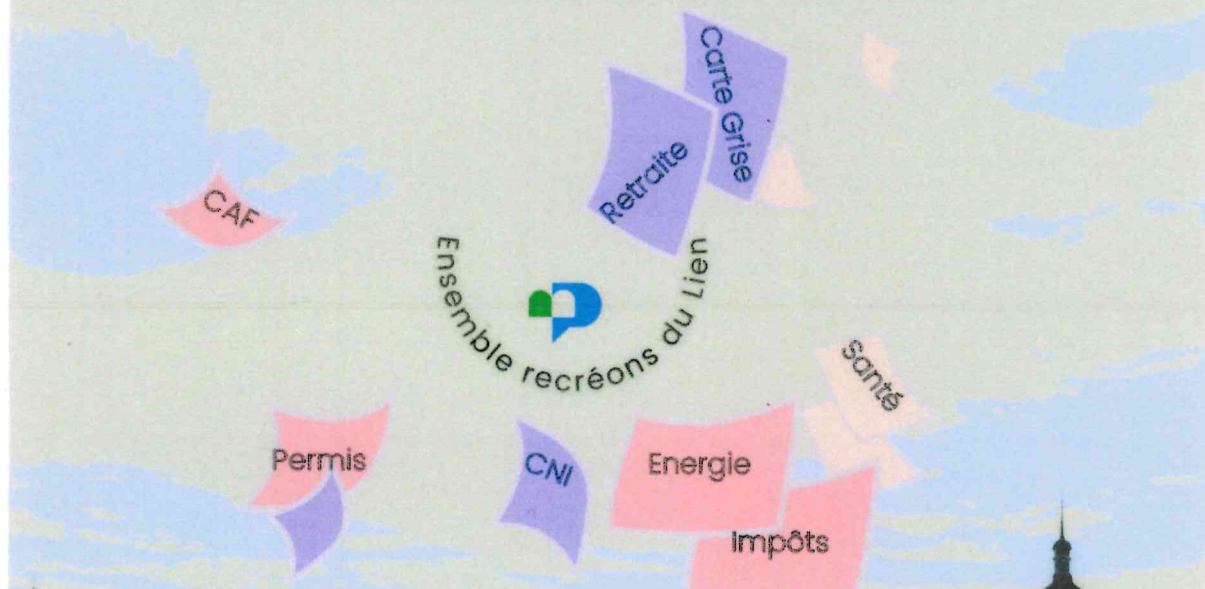 Carte Grise
Retraite
CAF
Ensemble recréons du Lien
Santé
Permis
CNI
Energie
Impôts